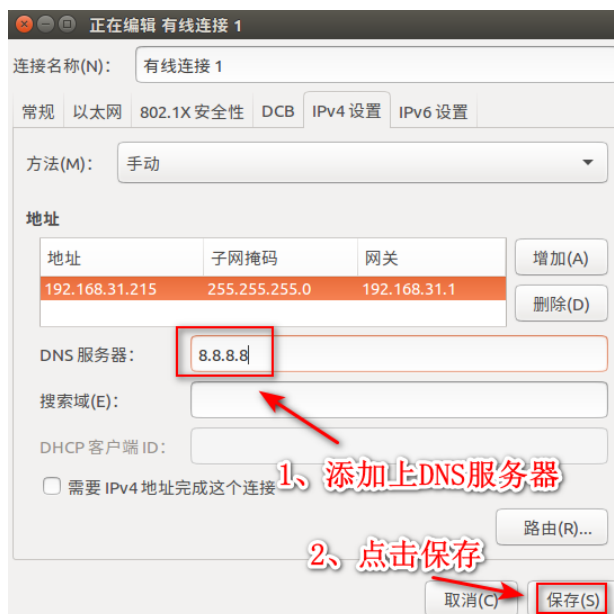 正在编辑 有线连接 1
连接名称(N): 有线连接 1
常规 以太网 802.1X 安全性 DCB IPv4 设置 IPv6 设置
方法(M): 手动
地址
地址 子网掩码 网关 增加(A)
192.168.31.215 255.255.255.0 192.168.31.1
删除(D)
DNS 服务器: 8.8.8.8
搜索域(E):
DHCP 客户端 ID:
需要 IPv4 地址完成这个连接
1、添加上DNS服务器
路由(R)...
2、点击保存
取消(C) 保存(S)